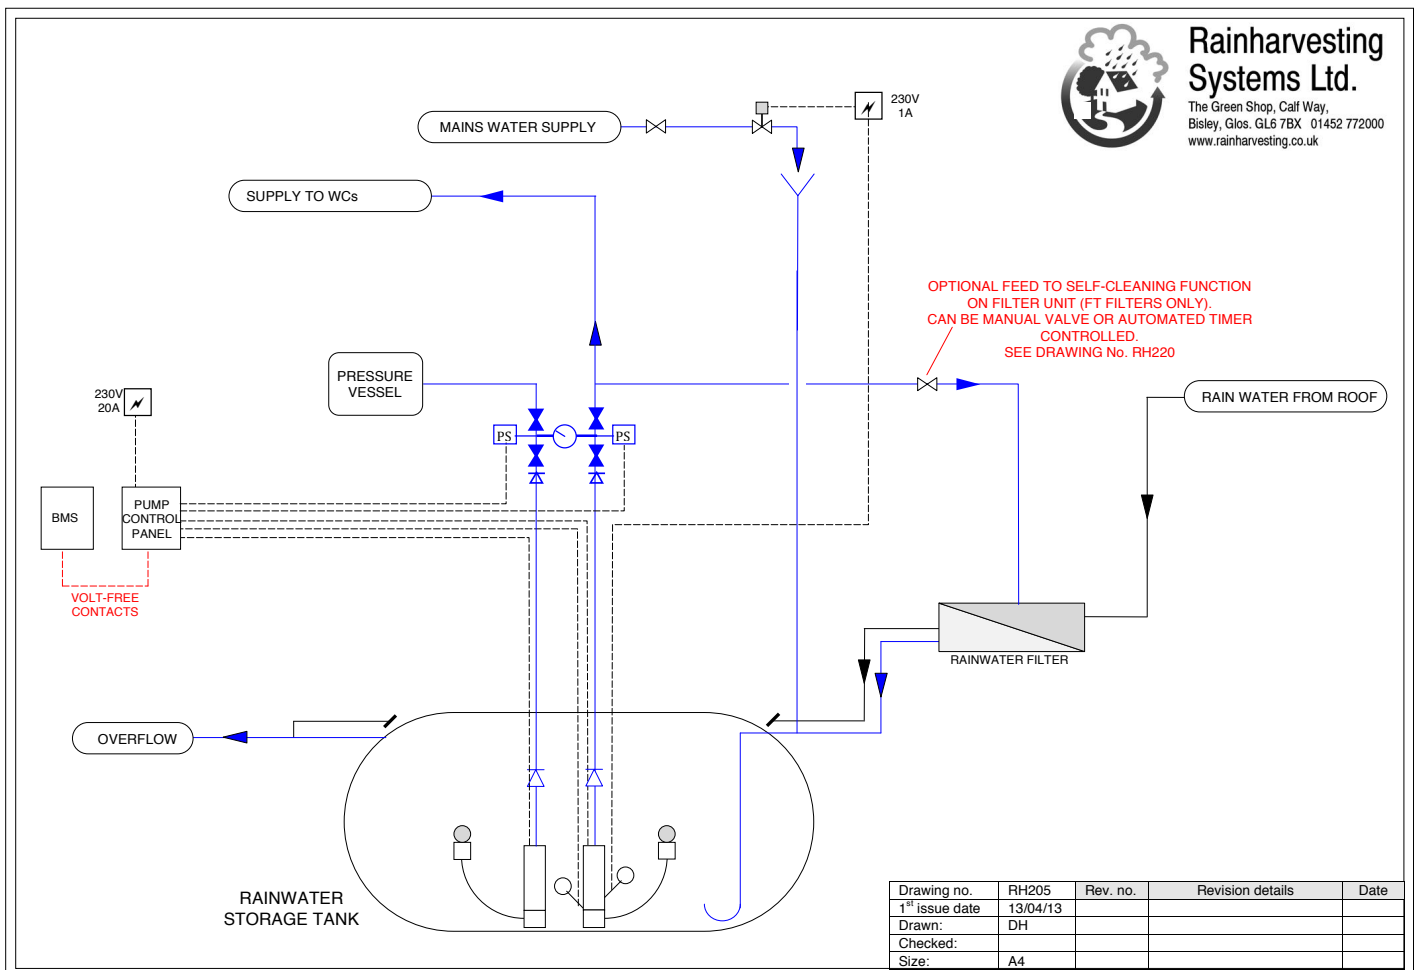 Rainharvesting
Systems Ltd.
The Green Shop, Calf Way,
Bisley, Glos. GL6 7BX 01452 772000
www.rainharvesting.co.uk
230V
1A
MAINS WATER SUPPLY
SUPPLY TO WCs
OPTIONAL FEED TO SELF-CLEANING FUNCTION
ON FILTER UNIT (FT FILTERS ONLY).
CAN BE MANUAL VALVE OR AUTOMATED TIMER
CONTROLLED.
SEE DRAWING No. RH220
PRESSURE
VESSEL
230V
20A
RAIN WATER FROM ROOF
PS
PS
BMS
PUMP
CONTROL
PANEL
VOLT-FREE
CONTACTS
RAINWATER FILTER
OVERFLOW
RAINWATER
STORAGE TANK
Drawing no. RH205 Rev. no. Revision details Date
1st issue date 13/04/13
Drawn: DH
Checked:
Size: A4